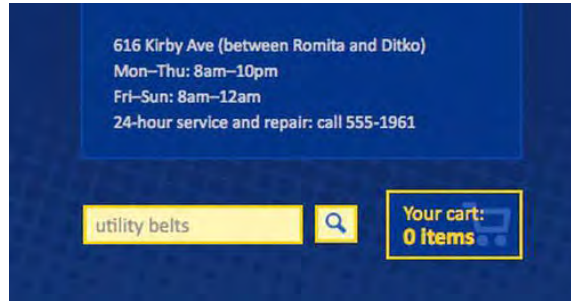 616 Kirby Ave (between Romita and Ditko)
Mon–Thu: 8am–10pm
Fri–Sun: 8am–12am
24-hour service and repair: call 555-1961
utility belts
Your cart:
0 items